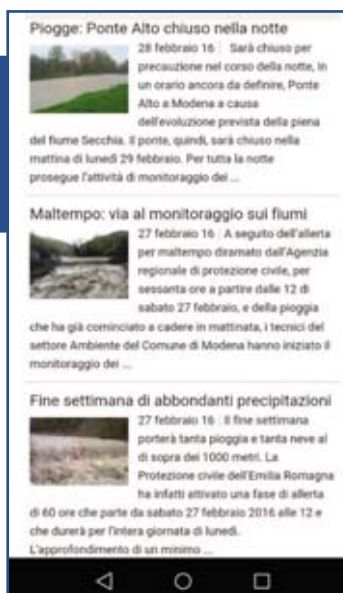 Piogge: Ponte Alto chiuso nella notte
28 febbraio 16 | Sarà chiuso per
precauzione nel corso della notte, in
un orario ancora da definire, Ponte
Alto a Modena a causa
dell'evoluzione prevista della piena
del fiume Secchia. Il ponte, quindi, sarà chiuso nella
mattina di lunedì 29 febbraio. Per tutta la notte
prosegue l'attività di monitoraggio dei ...
Maltempo: via al monitoraggio sui fiumi
27 febbraio 16 | A seguito dell'allerta
per maltempo diramato dall'Agenzia
regionale di protezione civile, per
sessanta ore a partire dalle 12 di
sabato 27 febbraio, e della pioggia
che ha già cominciato a cadere in mattinata, i tecnici del
settore Ambiente del Comune di Modena hanno iniziato il
monitoraggio dei ...
Fine settimana di abbondanti precipitazioni
27 febbraio 16 | Il fine settimana
porterà tanta pioggia e tanta neve al
di sopra dei 1000 metri. La
Protezione civile dell'Emilia Romagna
ha infatti attivato una fase di allerta
di 60 ore che parte da sabato 27 febbraio 2016 alle 12 e
che durerà per l'intera giornata di lunedì.
L'approfondimento di un minimo ...